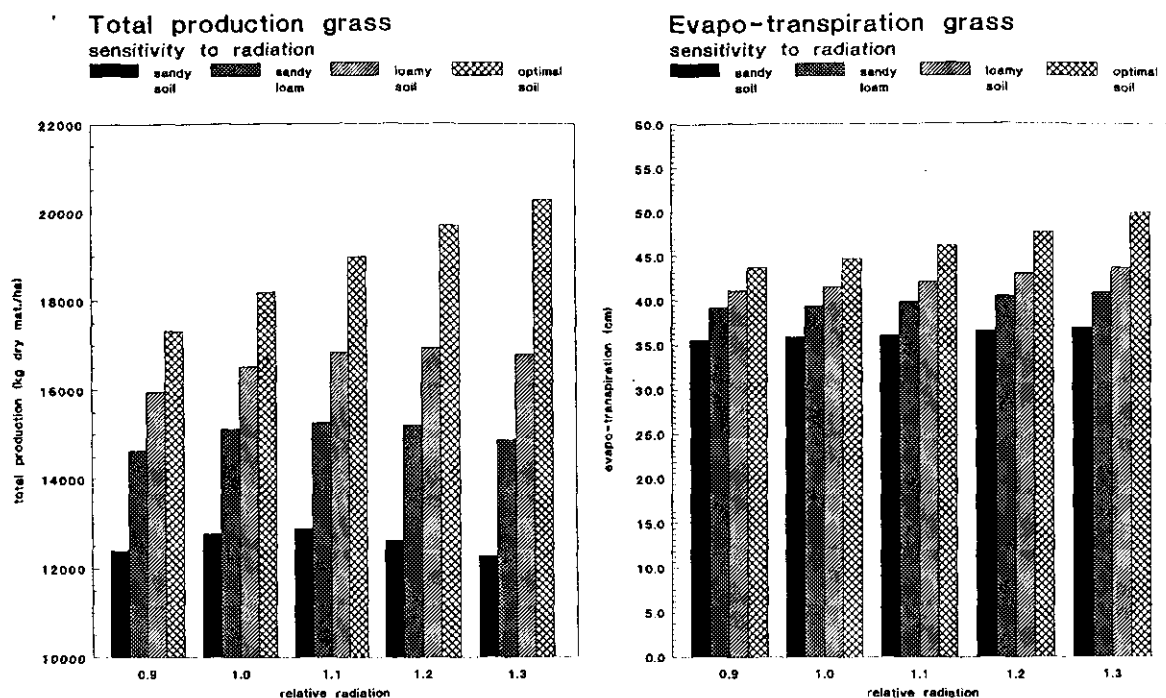 Total production grass
sensitivity to radiation
sandy soil
sandy loam
loamy soil
optimal soil
22000
20000
18000
16000
14000
12000
10000
total production (kg dry mat./ha)
0.9 1.0 1.1 1.2 1.3
relative radiation
Evapo-transpiration grass
sensitivity to radiation
sandy soil
sandy loam
loamy soil
optimal soil
60.0
55.0
50.0
45.0
40.0
35.0
30.0
25.0
20.0
15.0
10.0
5.0
0.0
evapo-transpiration (cm)
0.9 1.0 1.1 1.2 1.3
relative radiation